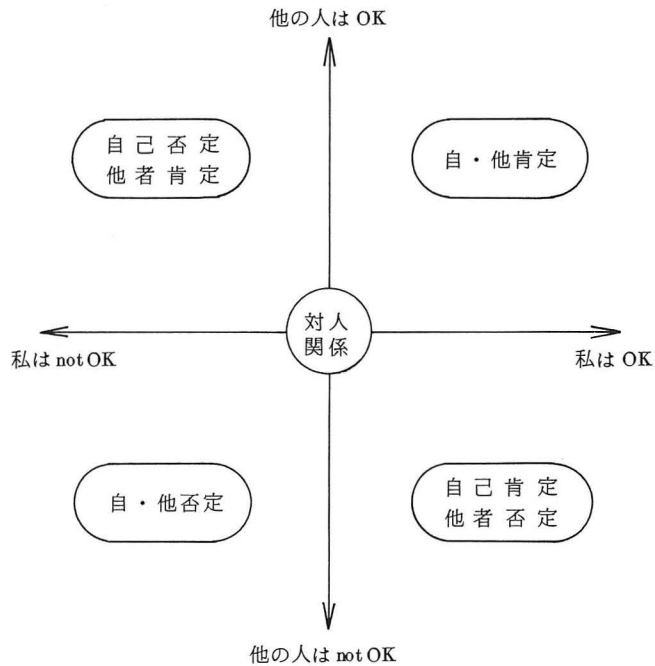 他の人は OK
自己否定
他者肯定
自・他肯定
対人
関係
私は not OK
私は OK
自・他否定
自己肯定
他者否定
他の人は not OK